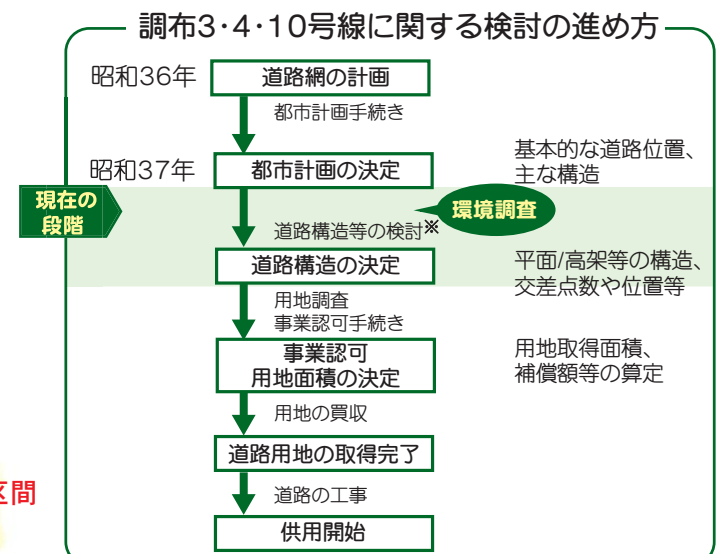 調布3・4・10号線に関する検討の進め方
昭和36年
道路網の計画
都市計画手続き
昭和37年
都市計画の決定
基本的な道路位置、
主な構造
現在の
段階
環境調査
道路構造等の検討※
道路構造の決定
平面/高架等の構造、
交差点数や位置等
用地調査
事業認可手続き
事業認可
用地面積の決定
用地取得面積、
補償額等の算定
用地の買収
道路用地の取得完了
区間
道路の工事
供用開始